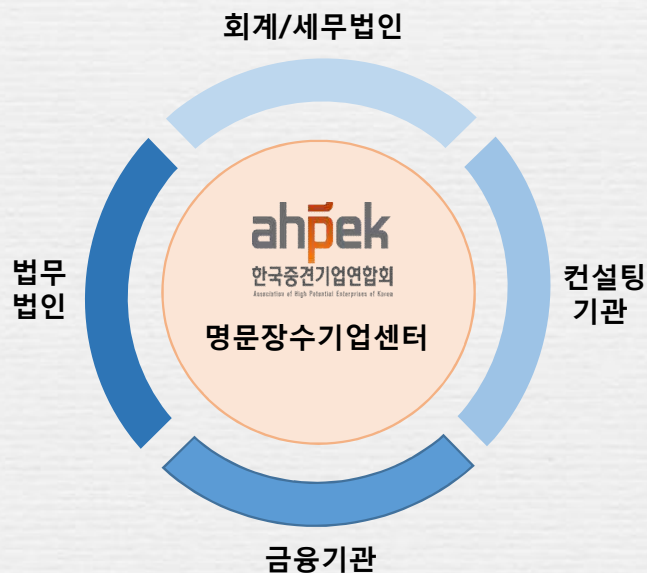 회계/세무법인
ahpek
한국중견기업연합회
Association of High Potential Enterprises of Korea
명문장수기업센터
법무
법인
컨설팅
기관
금융기관